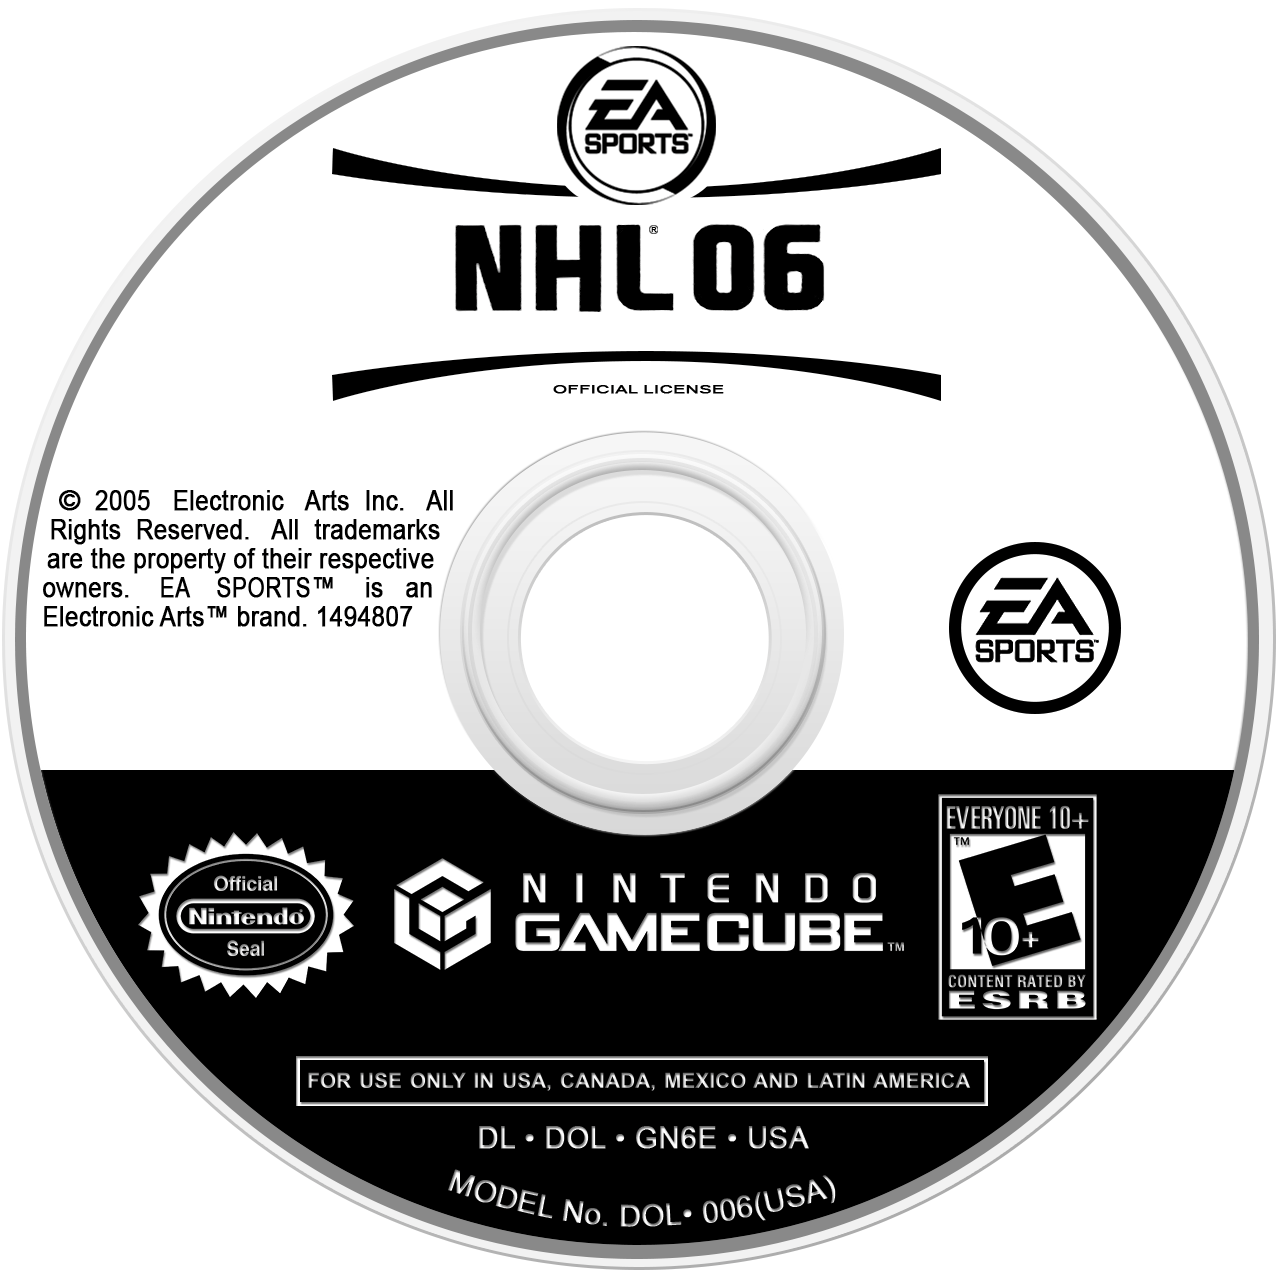 EA
SPORTS™
NHL® 06
OFFICIAL LICENSE
© 2005 Electronic Arts Inc. All
Rights Reserved. All trademarks
are the property of their respective
owners. EA SPORTS™ is an
Electronic Arts™ brand. 1494807
EA
SPORTS™
Official
Nintendo®
Seal
NINTENDO
GAMECUBE™
EVERYONE 10+
™
E
10+
CONTENT RATED BY
ESRB
FOR USE ONLY IN USA, CANADA, MEXICO AND LATIN AMERICA
DL • DOL • GN6E • USA
MODEL No. DOL• 006(USA)